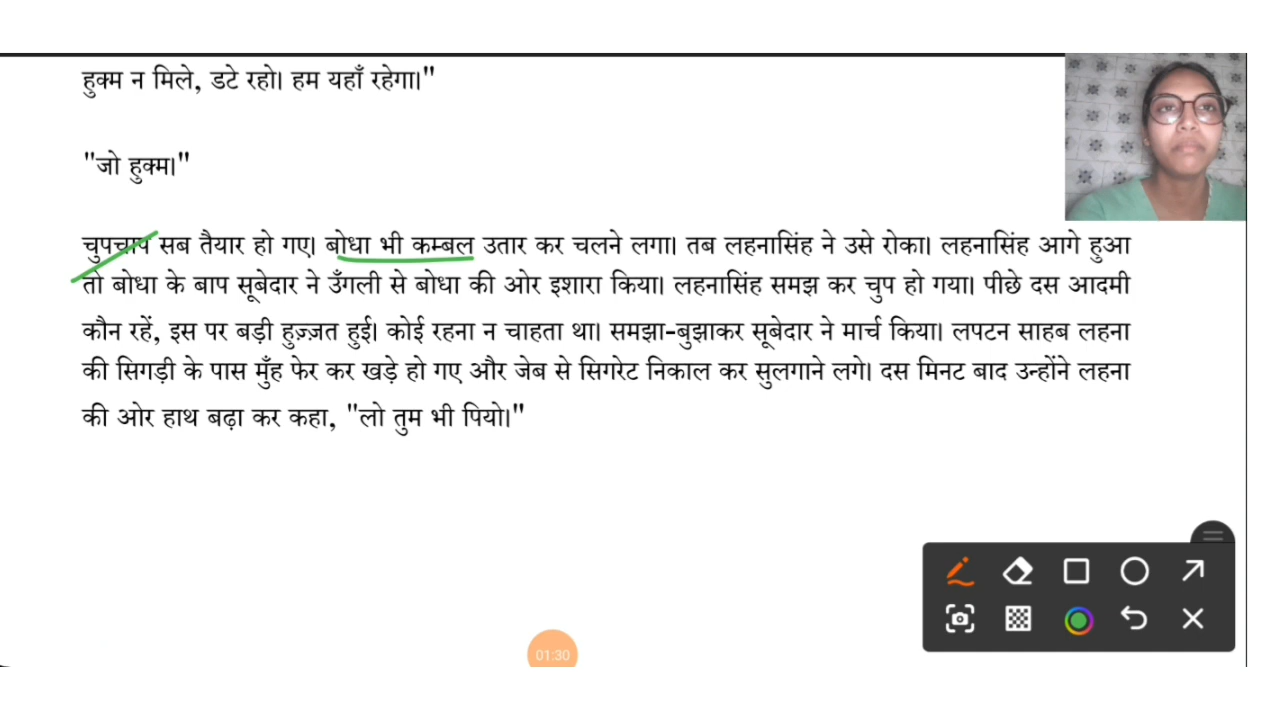 हुक्म न मिले, डटे रहो। हम यहाँ रहेगा।"
"जो हुक्म।"
चुपचाप सब तैयार हो गए। बोधा भी कम्बल उतार कर चलने लगा। तब लहनासिंह ने उसे रोका। लहनासिंह आगे हुआ
तो बोधा के बाप सूबेदार ने उँगली से बोधा की ओर इशारा किया। लहनासिंह समझ कर चुप हो गया। पीछे दस आदमी
कौन रहें, इस पर बड़ी हुज़्ज़त हुई। कोई रहना न चाहता था। समझा-बुझाकर सूबेदार ने मार्च किया। लपटन साहब लहना
की सिगड़ी के पास मुँह फेर कर खड़े हो गए और जेब से सिगरेट निकाल कर सुलगाने लगे। दस मिनट बाद उन्होंने लहना
की ओर हाथ बढ़ा कर कहा, "लो तुम भी पियो।"
01:30